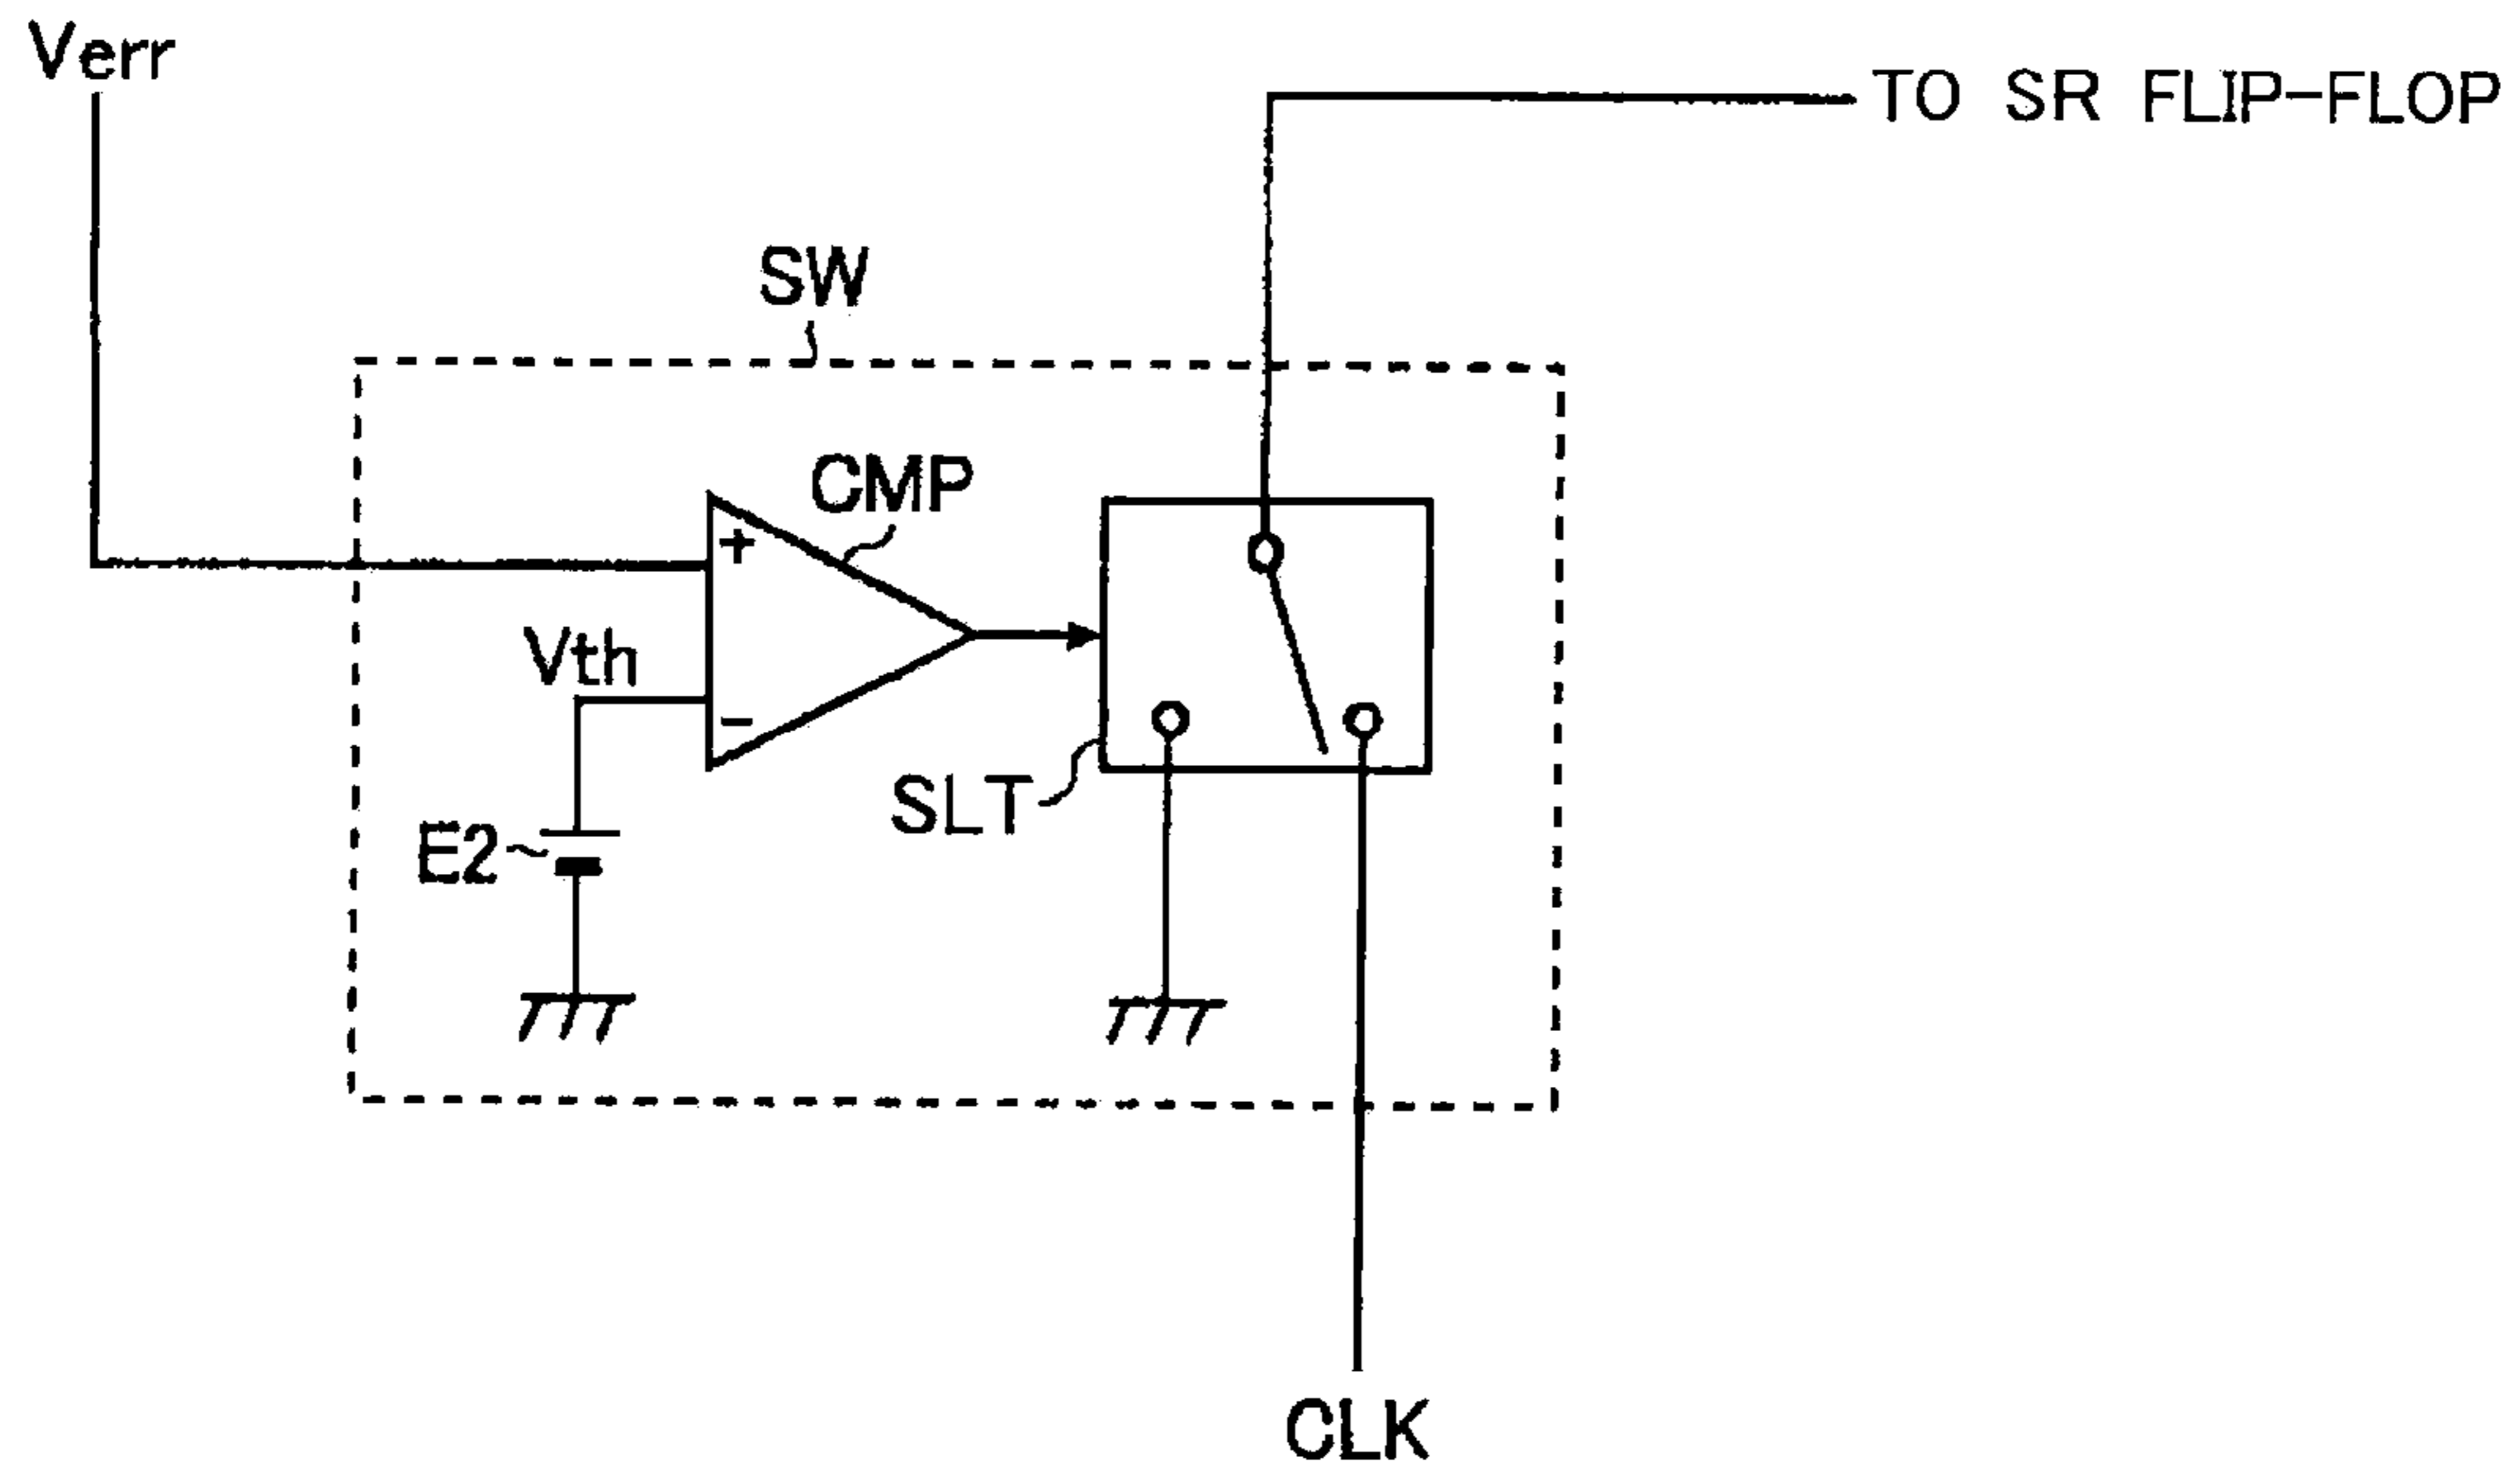 Verr
TO SR FLIP-FLOP
SW
CMP
+
Vth
−
SLT
E2
CLK